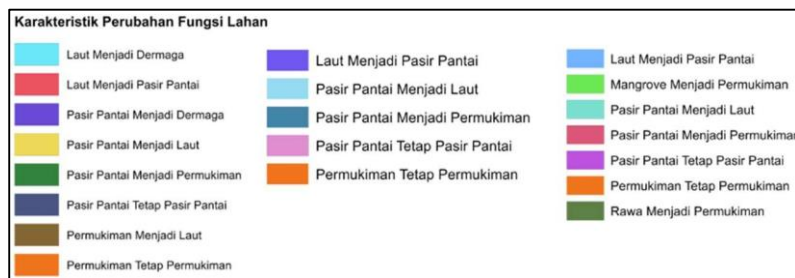 Karakteristik Perubahan Fungsi Lahan
Laut Menjadi Dermaga
Laut Menjadi Pasir Pantai
Pasir Pantai Menjadi Dermaga
Pasir Pantai Menjadi Laut
Pasir Pantai Menjadi Permukiman
Pasir Pantai Tetap Pasir Pantai
Permukiman Menjadi Laut
Permukiman Tetap Permukiman
Laut Menjadi Pasir Pantai
Pasir Pantai Menjadi Laut
Pasir Pantai Menjadi Permukiman
Pasir Pantai Tetap Pasir Pantai
Permukiman Tetap Permukiman
Laut Menjadi Pasir Pantai
Mangrove Menjadi Permukiman
Pasir Pantai Menjadi Laut
Pasir Pantai Menjadi Permukiman
Pasir Pantai Tetap Pasir Pantai
Permukiman Tetap Permukiman
Rawa Menjadi Permukiman